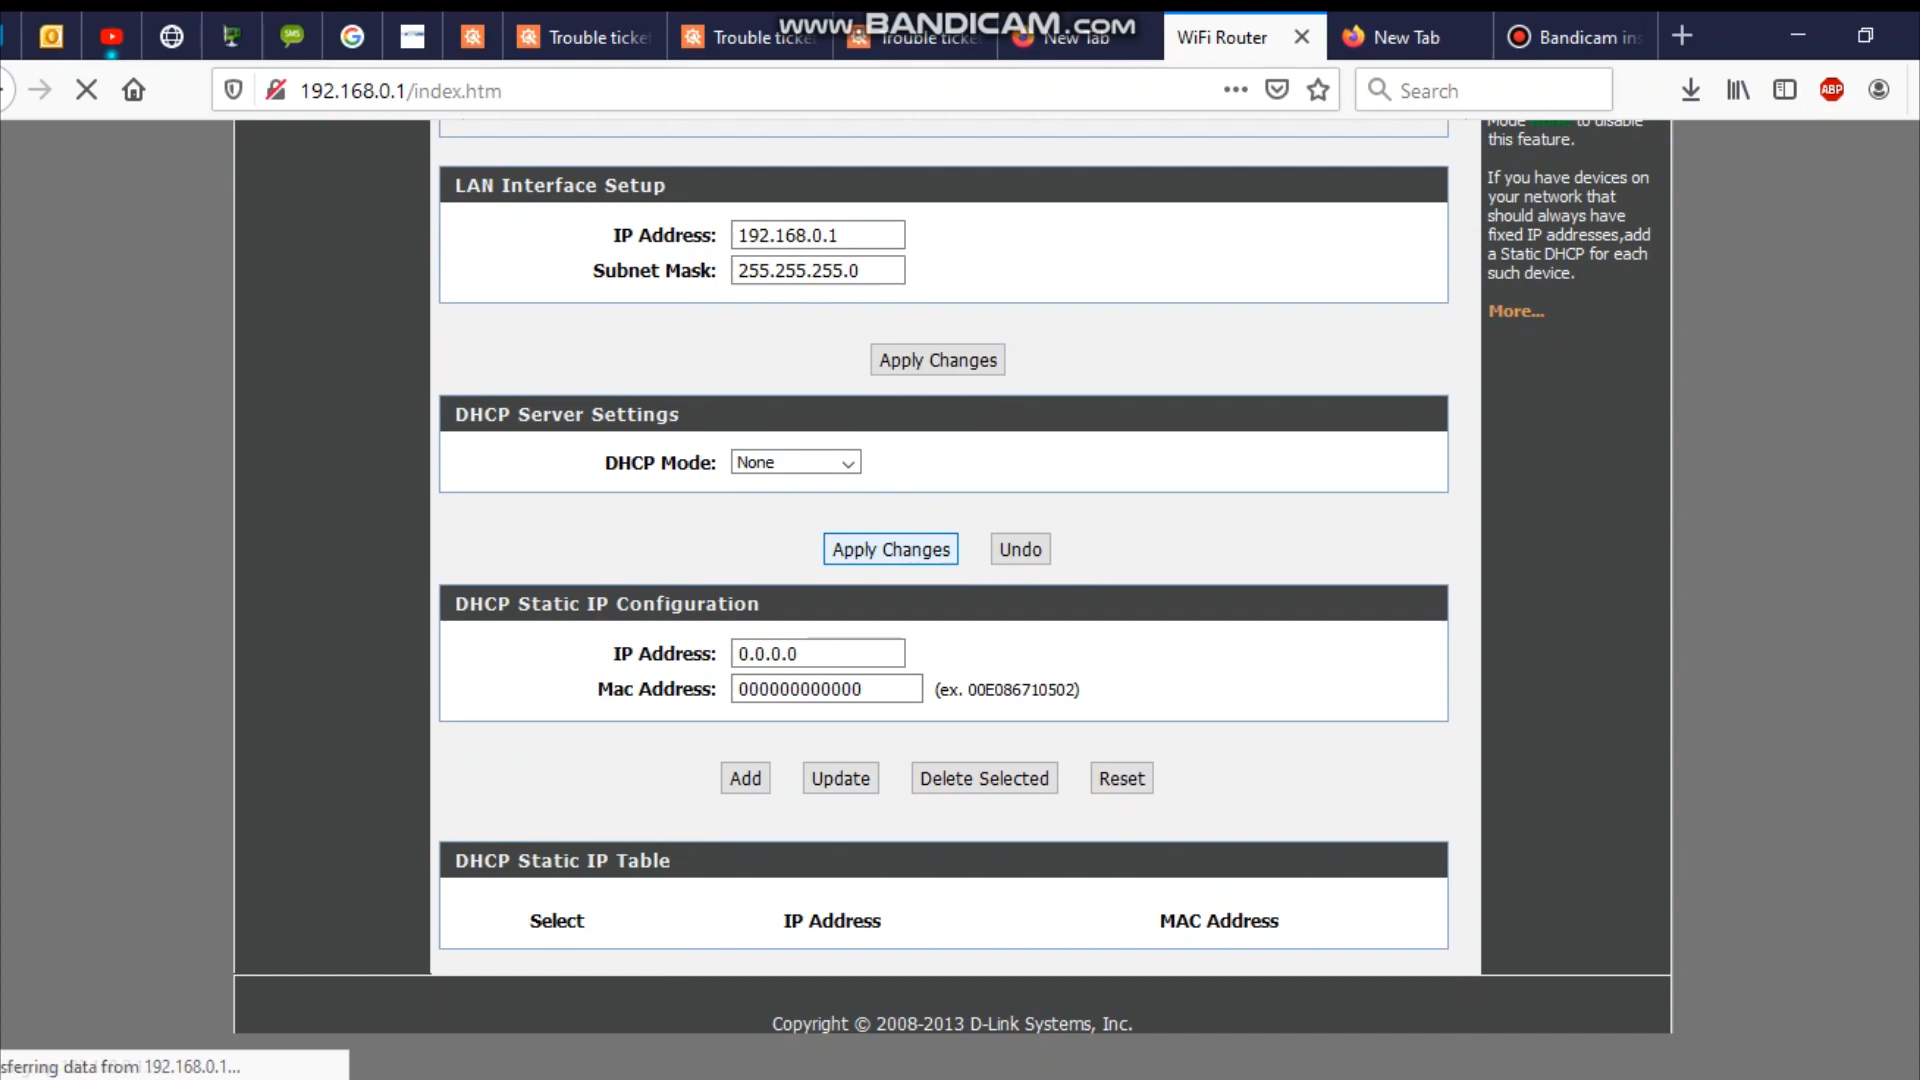 www.BANDICAM.com
SMS
Trouble ticke
Trouble ticke
Trouble ticke
New Tab
WiFi Router
New Tab
Bandicam in
192.168.0.1/index.htm
Search
ABP
to disable
this feature.
If you have devices on
your network that
should always have
fixed IP addresses,add
a Static DHCP for each
such device.
More...
LAN Interface Setup
IP Address: 192.168.0.1
Subnet Mask: 255.255.255.0
Apply Changes
DHCP Server Settings
DHCP Mode: None
Apply Changes Undo
DHCP Static IP Configuration
IP Address: 0.0.0.0
Mac Address: 000000000000 (ex. 00E086710502)
Add Update Delete Selected Reset
DHCP Static IP Table
Select IP Address MAC Address
Copyright © 2008-2013 D-Link Systems, Inc.
sferring data from 192.168.0.1...